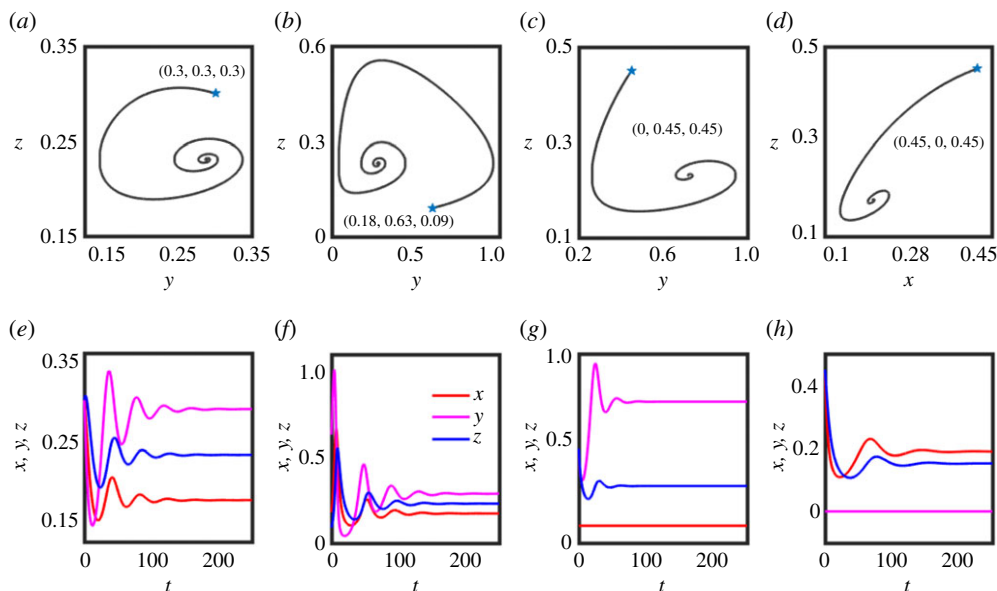 (a) (b) (c) (d)
0.35 0.6 0.5 0.5
(0.3, 0.3, 0.3)
z 0.25 z 0.3 z 0.3 z 0.3
(0, 0.45, 0.45) (0.45, 0, 0.45)
(0.18, 0.63, 0.09)
0.15 0 0.1 0.1
0.15 0.25 0.35 0 0.5 1.0 0.2 0.6 1.0 0.1 0.28 0.45
y y y x
(e) (f) (g) (h)
0.35 1.0 1.0 0.4
x
y
z
x, y, z 0.25 x, y, z 0.5 x, y, z 0.5 x, y, z 0.2
0.15 0 0 0
0 100 200 0 100 200 0 100 200 0 100 200
t t t t